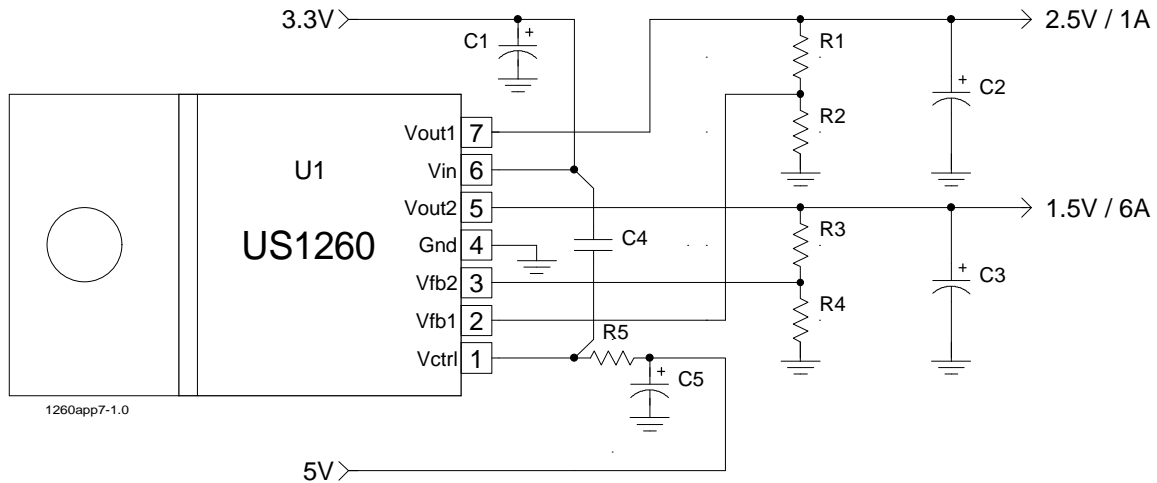 3.3V
C1
+
R1
2.5V / 1A
+
C2
R2
Vout1 7
U1
Vin 6
Vout2 5
1.5V / 6A
US1260
C4
R3
Gnd 4
+
C3
Vfb2 3
R4
Vfb1 2
R5
Vctrl 1
+
C5
1260app7-1.0
5V